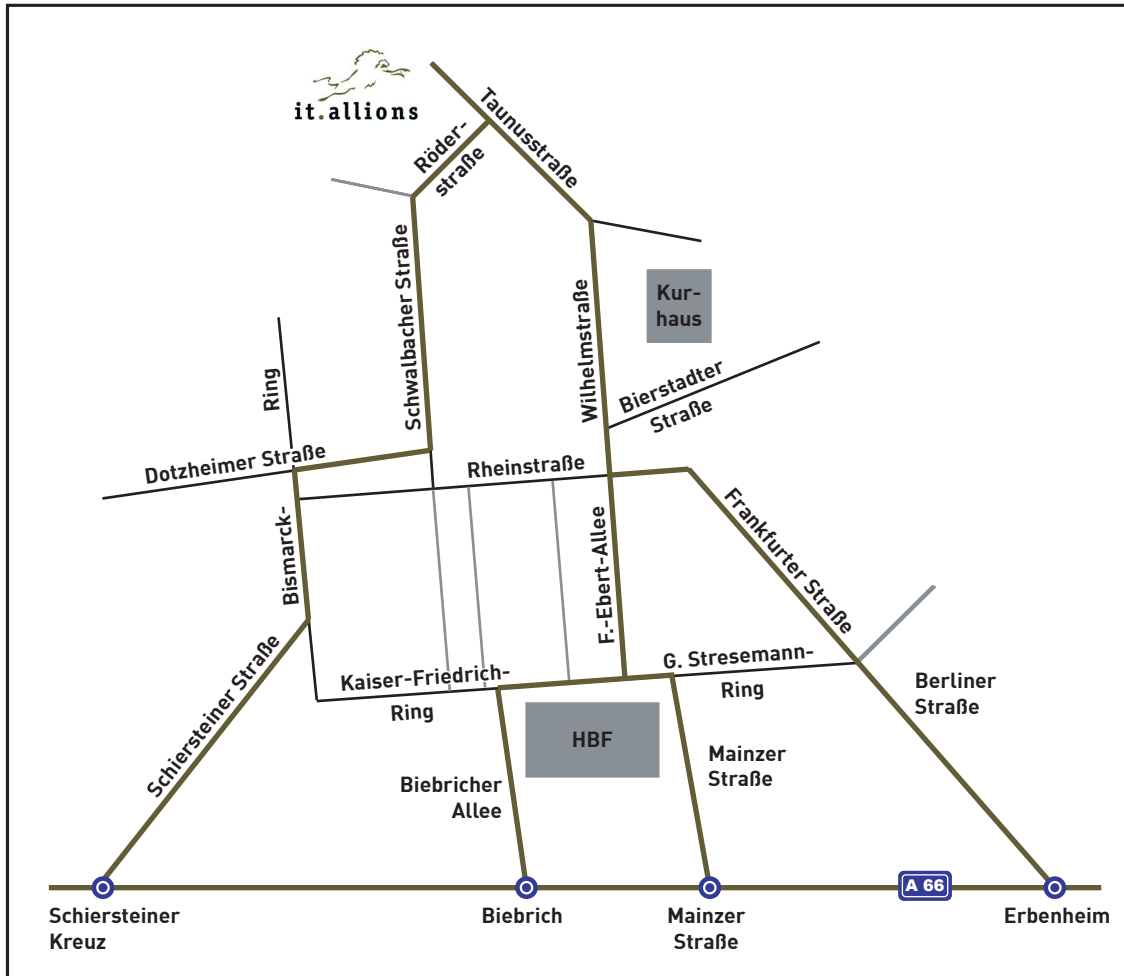 it.allions
Taunusstraße
Röder-
straße
Schwalbacher Straße
Wilhelmstraße
Kur-
haus
Ring
Bierstadter
Straße
Dotzheimer Straße
Rheinstraße
Bismarck-
F.-Ebert-Allee
Frankfurter Straße
Schiersteiner Straße
Kaiser-Friedrich-
Ring
G. Stresemann-
Ring
Berliner
Straße
HBF
Mainzer
Straße
Biebricher
Allee
A 66
Schiersteiner
Kreuz
Biebrich
Mainzer
Straße
Erbenheim